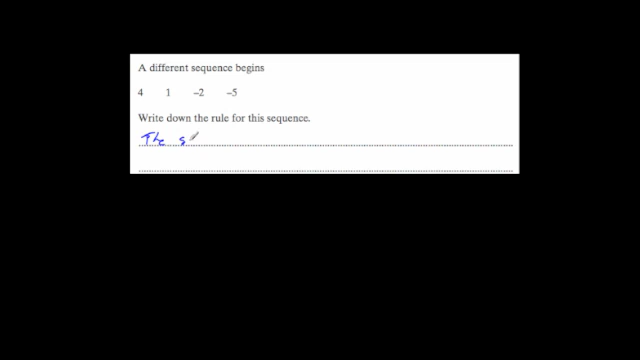 A different sequence begins
4 1 –2 –5
Write down the rule for this sequence.
The s